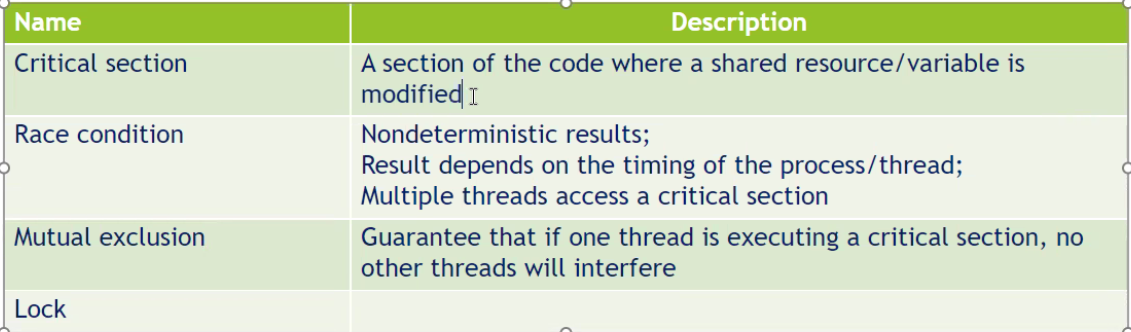 Name Description
Critical section A section of the code where a shared resource/variable is
modified
Race condition Nondeterministic results;
Result depends on the timing of the process/thread;
Multiple threads access a critical section
Mutual exclusion Guarantee that if one thread is executing a critical section, no
other threads will interfere
Lock